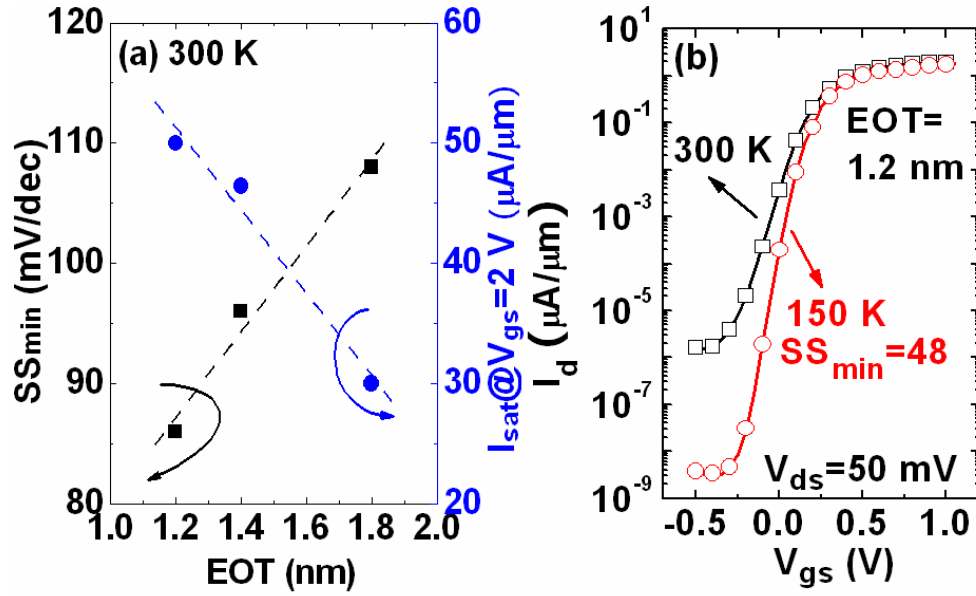 (a) 300 K
SSmin (mV/dec)
120
110
100
90
80
1.0 1.2 1.4 1.6 1.8 2.0
EOT (nm)
60
50
40
30
20
Isat@Vgs=2 V (μA/μm)
(b)
Id (μA/μm)
10^1
10^-1
10^-3
10^-5
10^-7
10^-9
EOT=
1.2 nm
300 K
150 K
SSmin=48
Vds=50 mV
-0.5 0.0 0.5 1.0
Vgs (V)